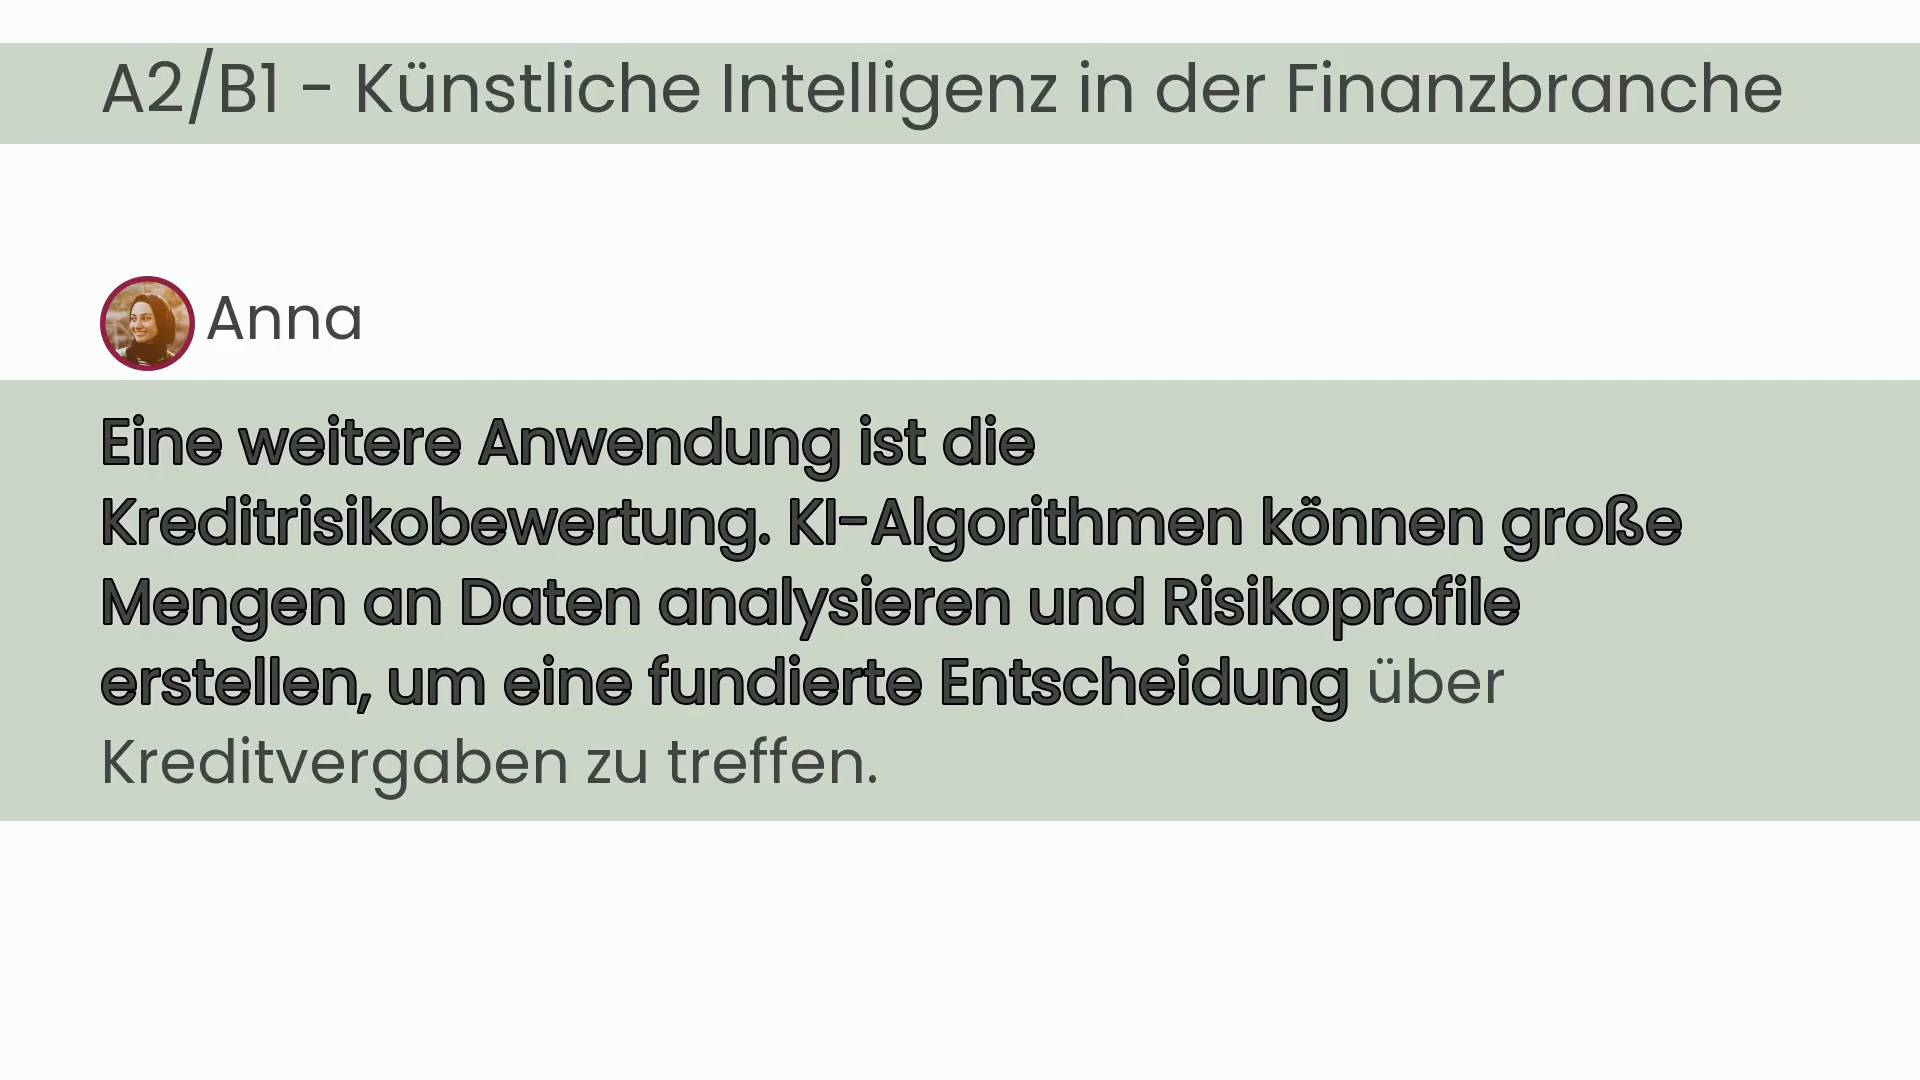 A2/B1 - Künstliche Intelligenz in der Finanzbranche
Anna
Eine weitere Anwendung ist die
Kreditrisikobewertung. KI-Algorithmen können große
Mengen an Daten analysieren und Risikoprofile
erstellen, um eine fundierte Entscheidung über
Kreditvergaben zu treffen.